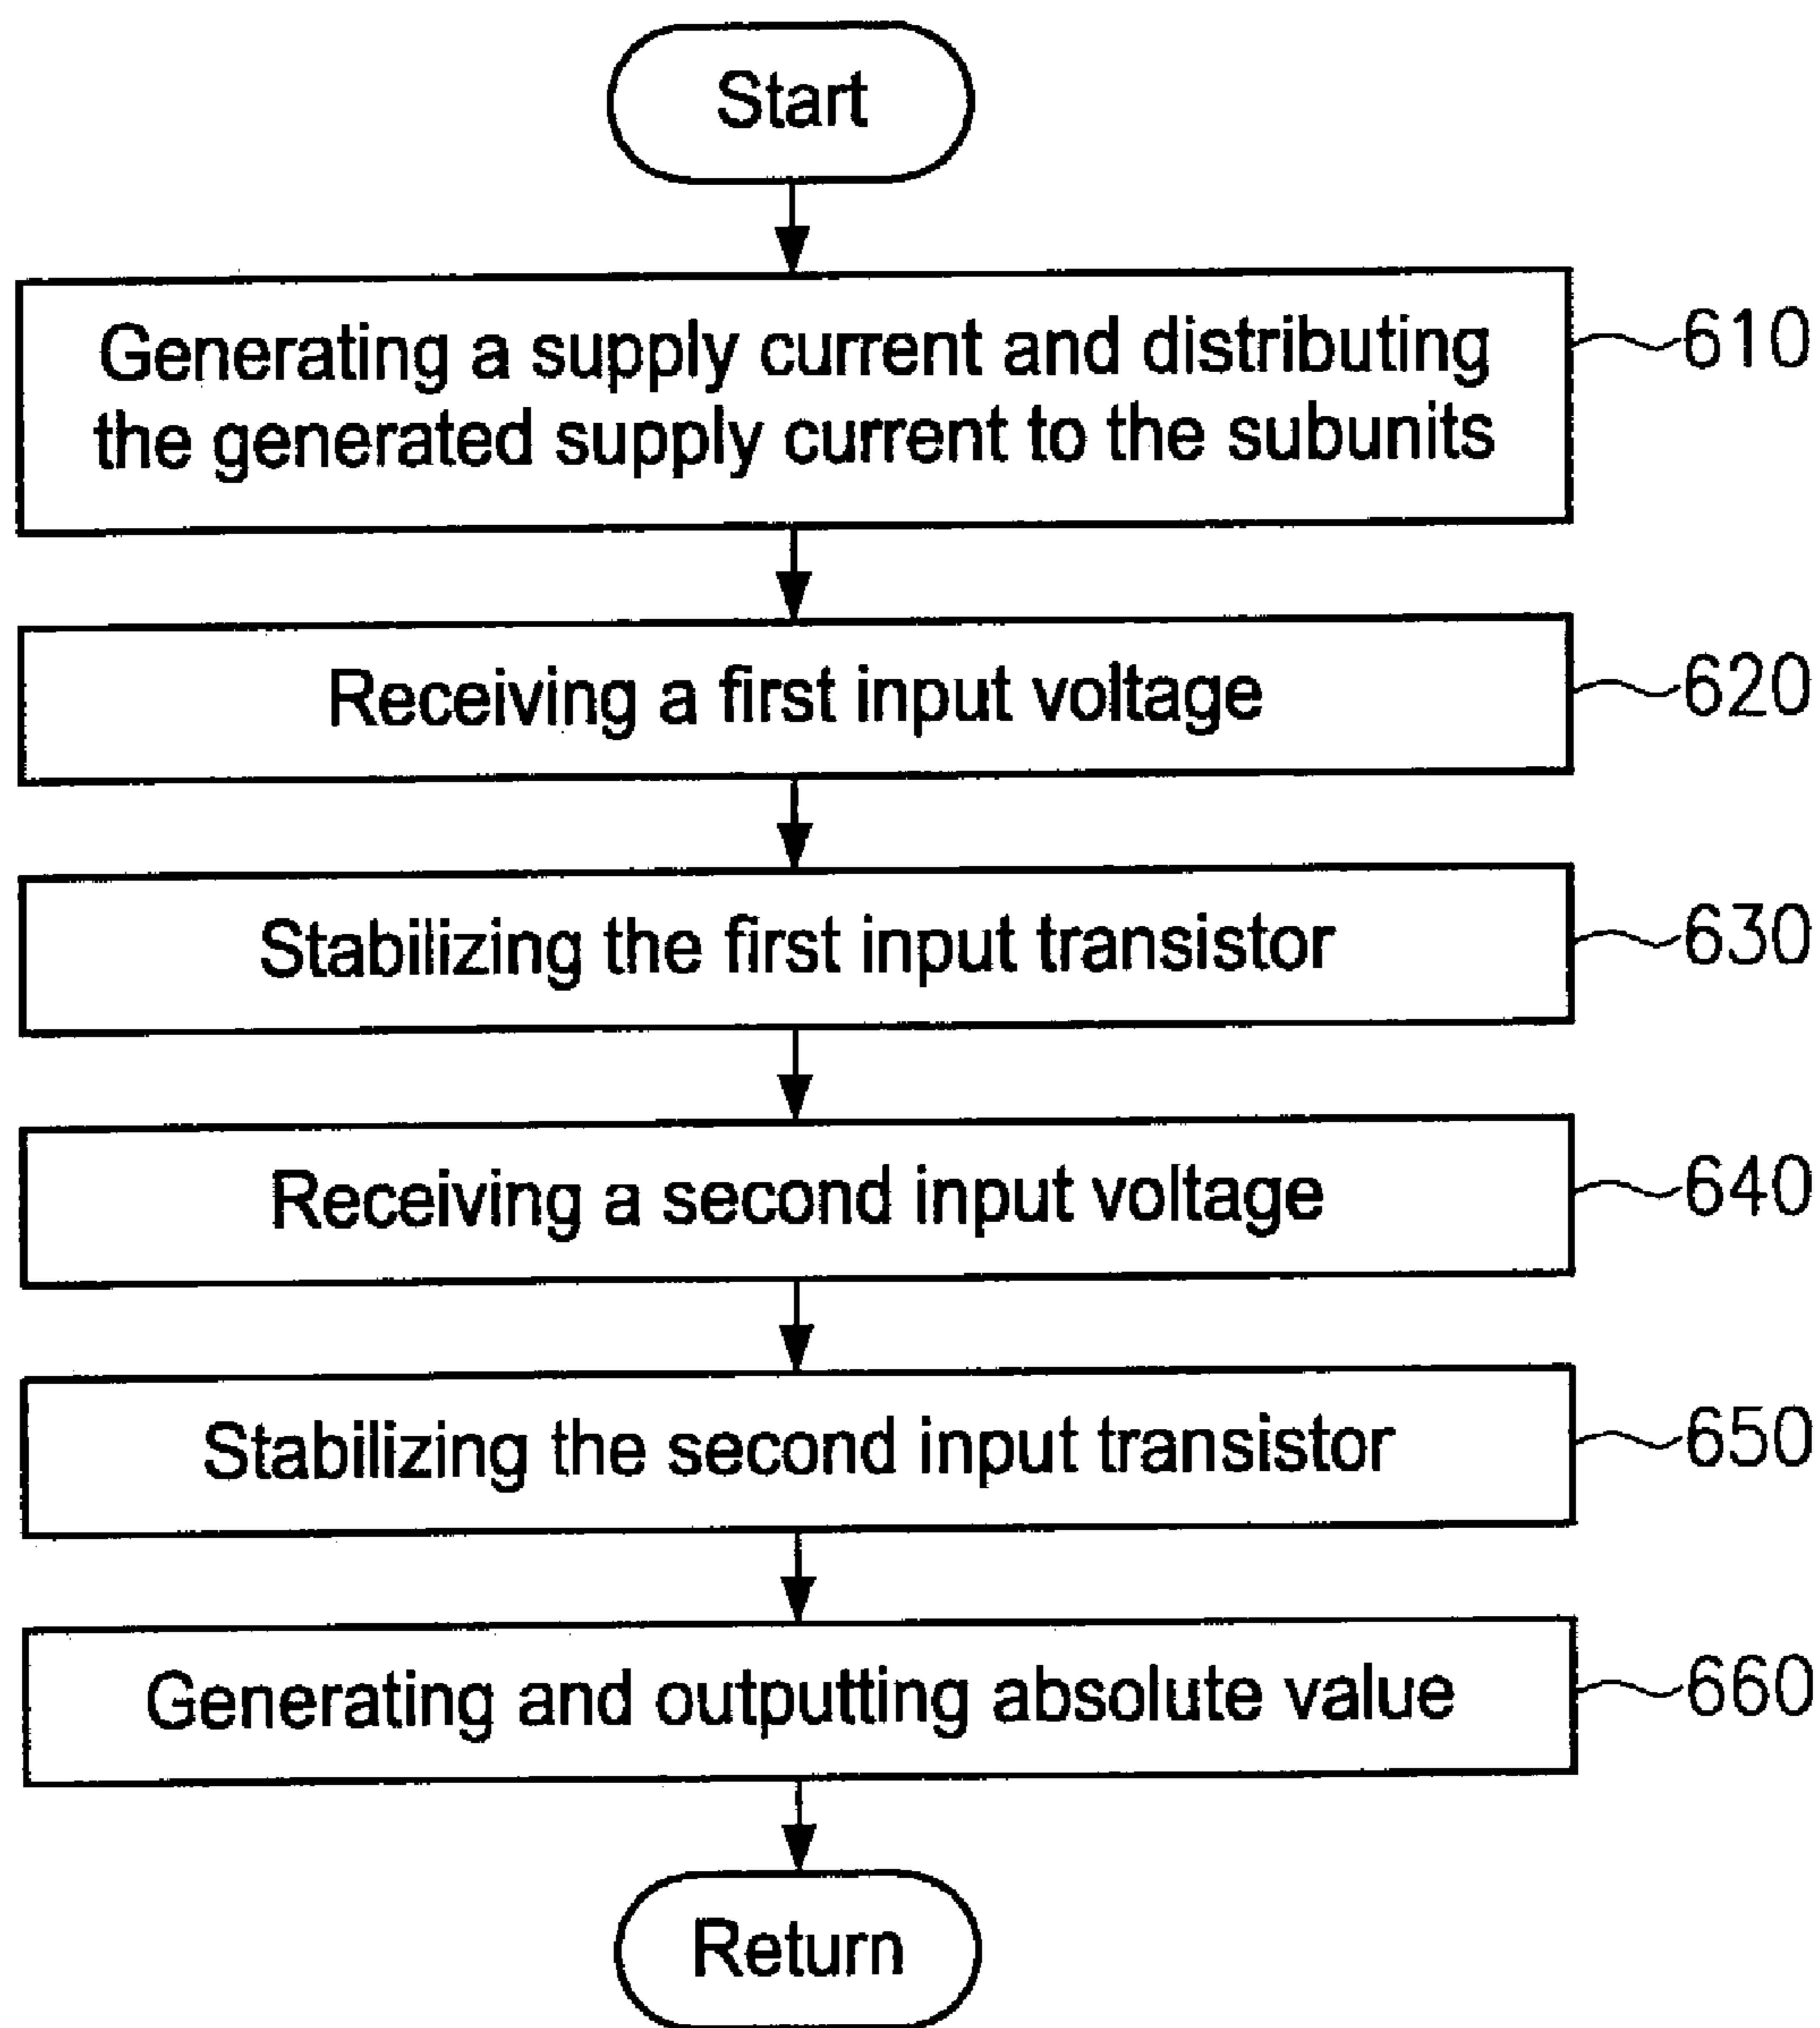 Start
Generating a supply current and distributing
the generated supply current to the subunits
610
Receiving a first input voltage
620
Stabilizing the first input transistor
630
Receiving a second input voltage
640
Stabilizing the second input transistor
650
Generating and outputting absolute value
660
Return